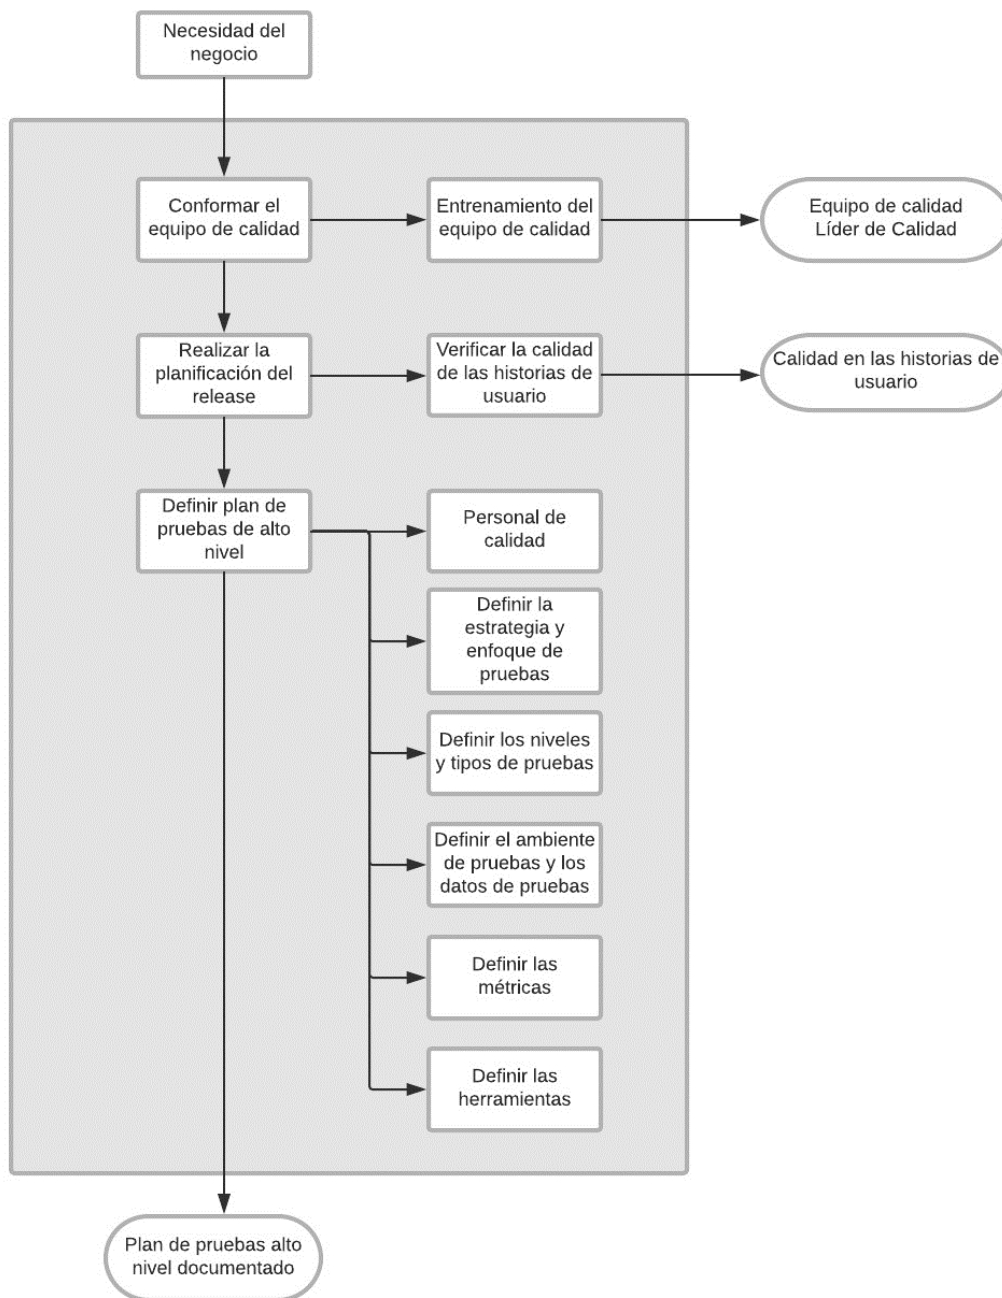 Necesidad del
negocio
Conformar el
equipo de calidad
Entrenamiento del
equipo de calidad
Equipo de calidad
Líder de Calidad
Realizar la
planificación del
release
Verificar la calidad
de las historias de
usuario
Calidad en las historias de
usuario
Definir plan de
pruebas de alto
nivel
Personal de
calidad
Definir la
estrategia y
enfoque de
pruebas
Definir los niveles
y tipos de pruebas
Definir el ambiente
de pruebas y los
datos de pruebas
Definir las
métricas
Definir las
herramientas
Plan de pruebas alto
nivel documentado